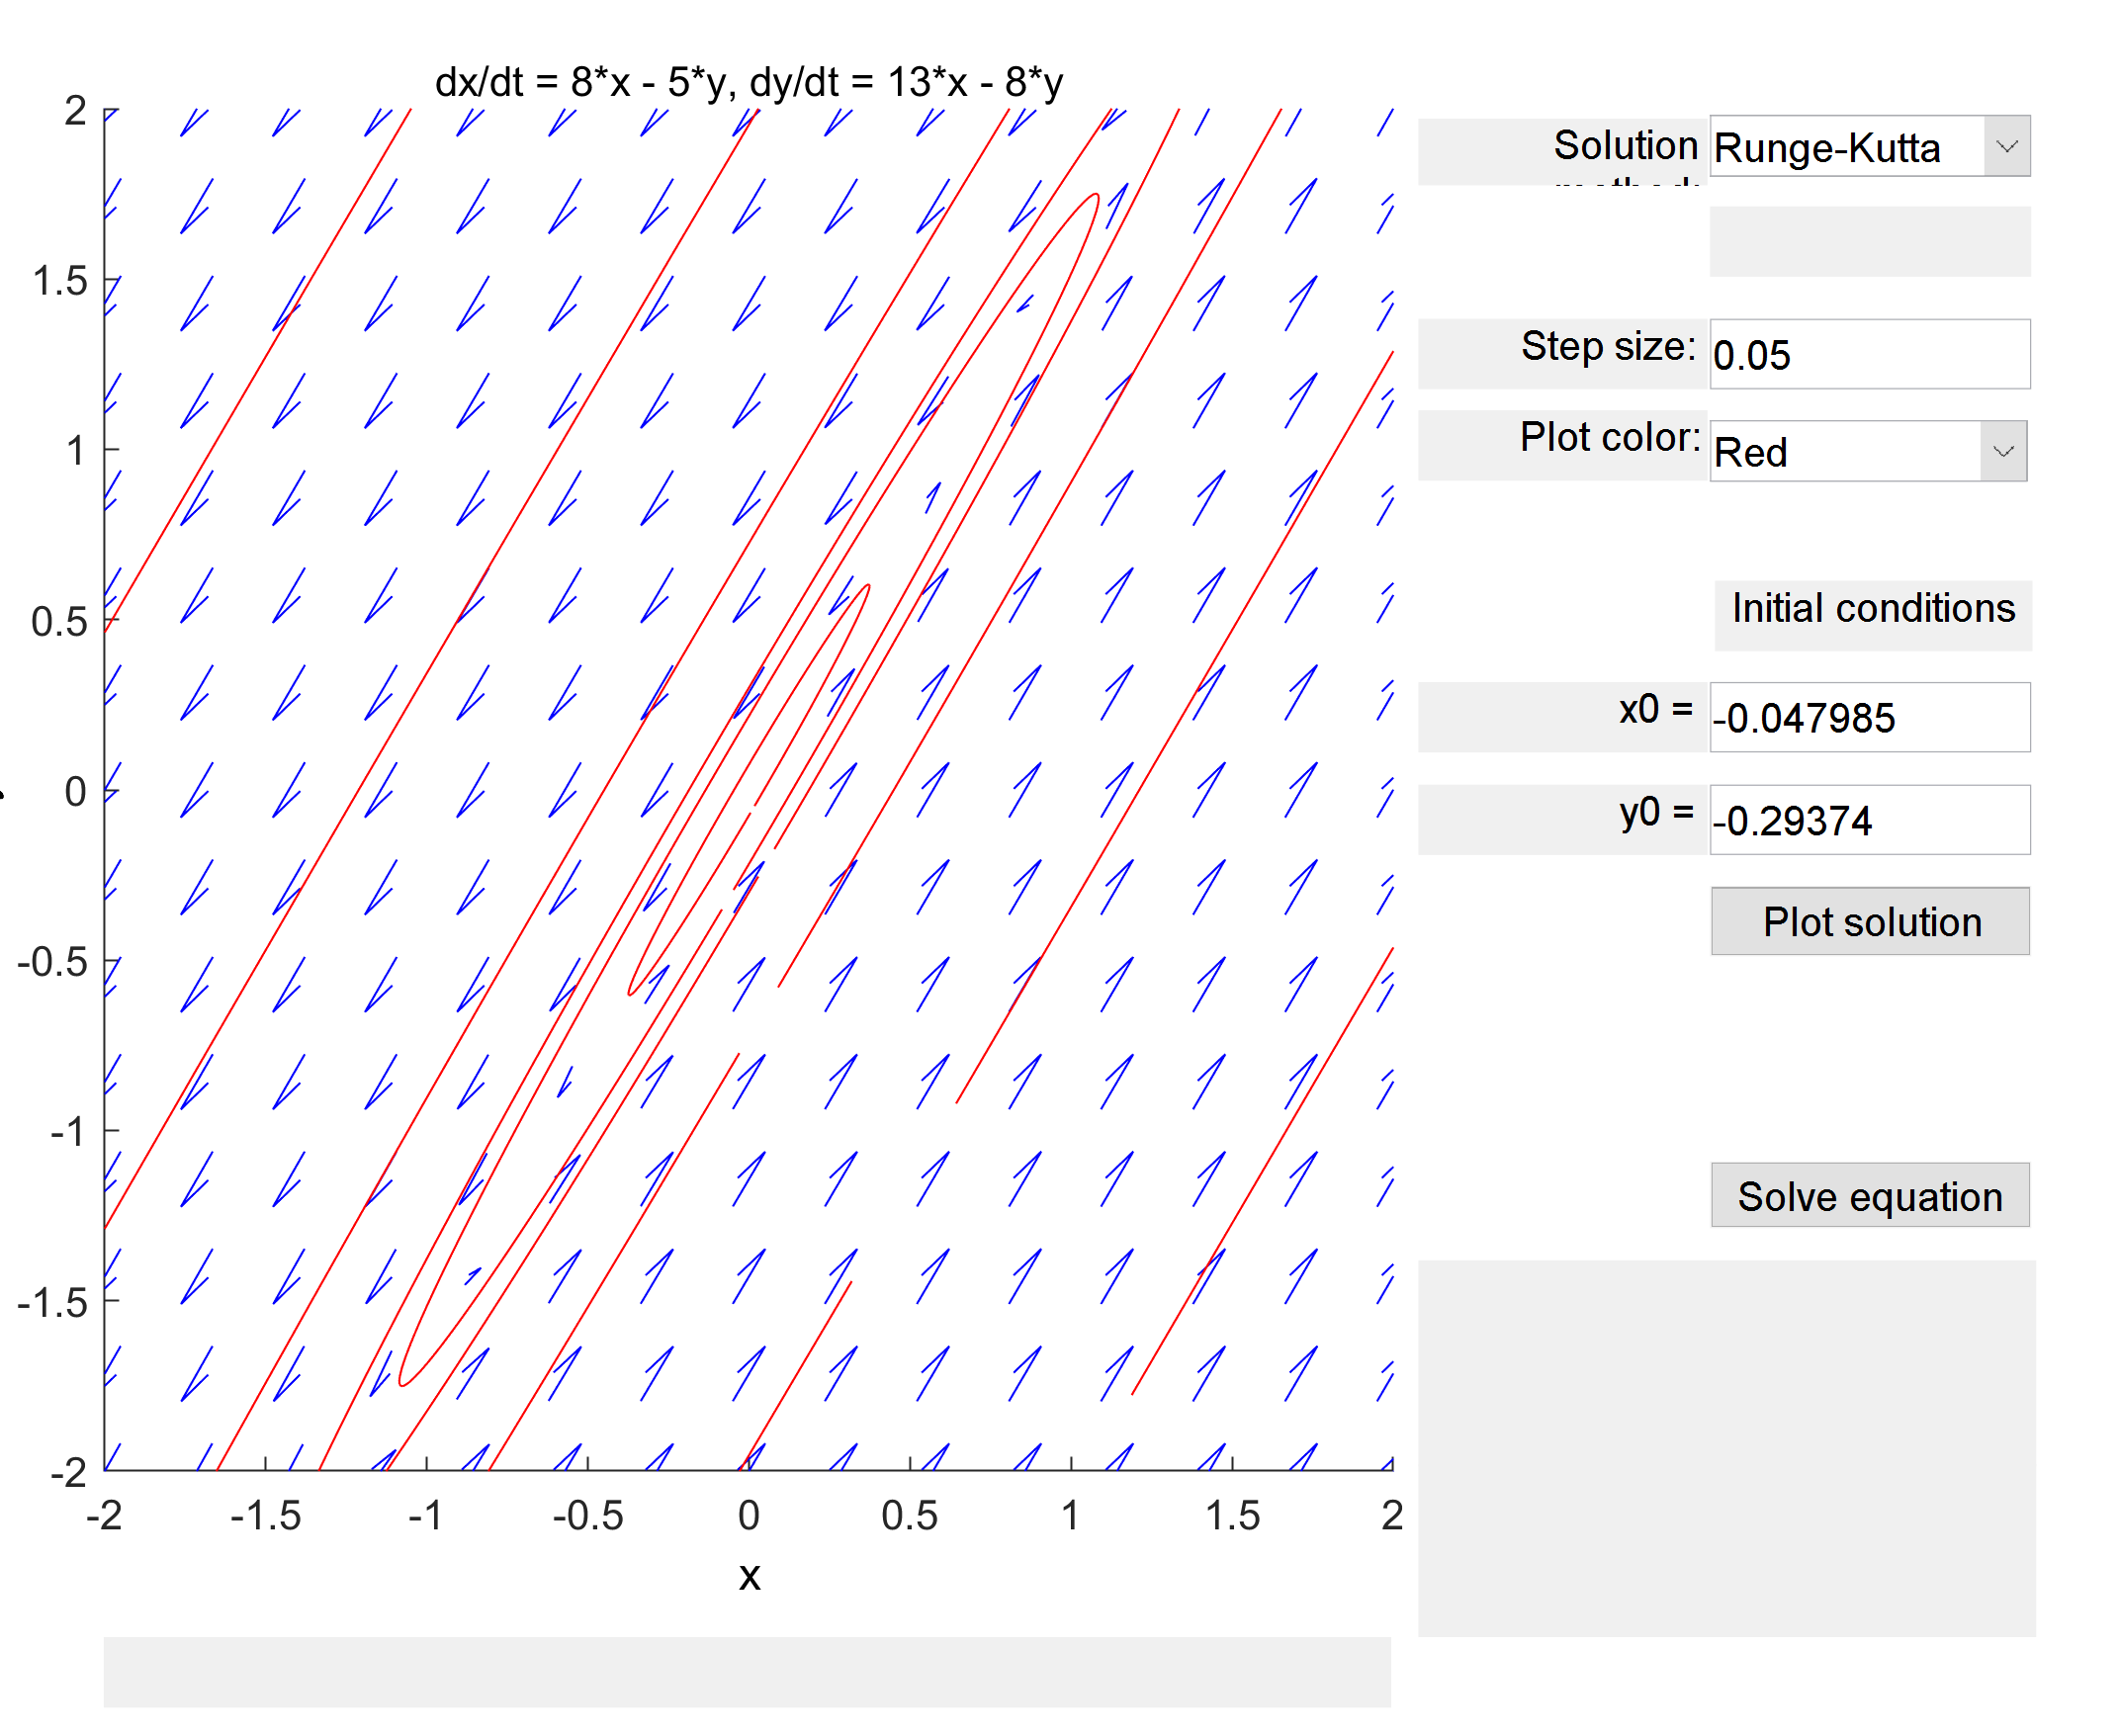 dx/dt = 8*x - 5*y, dy/dt = 13*x - 8*y
2
1.5
1
0.5
0
-0.5
-1
-1.5
-2
-2
-1.5
-1
-0.5
0
0.5
1
1.5
2
x
Solution
Runge-Kutta
Step size:
0.05
Plot color:
Red
Initial conditions
x0 =
-0.047985
y0 =
-0.29374
Plot solution
Solve equation